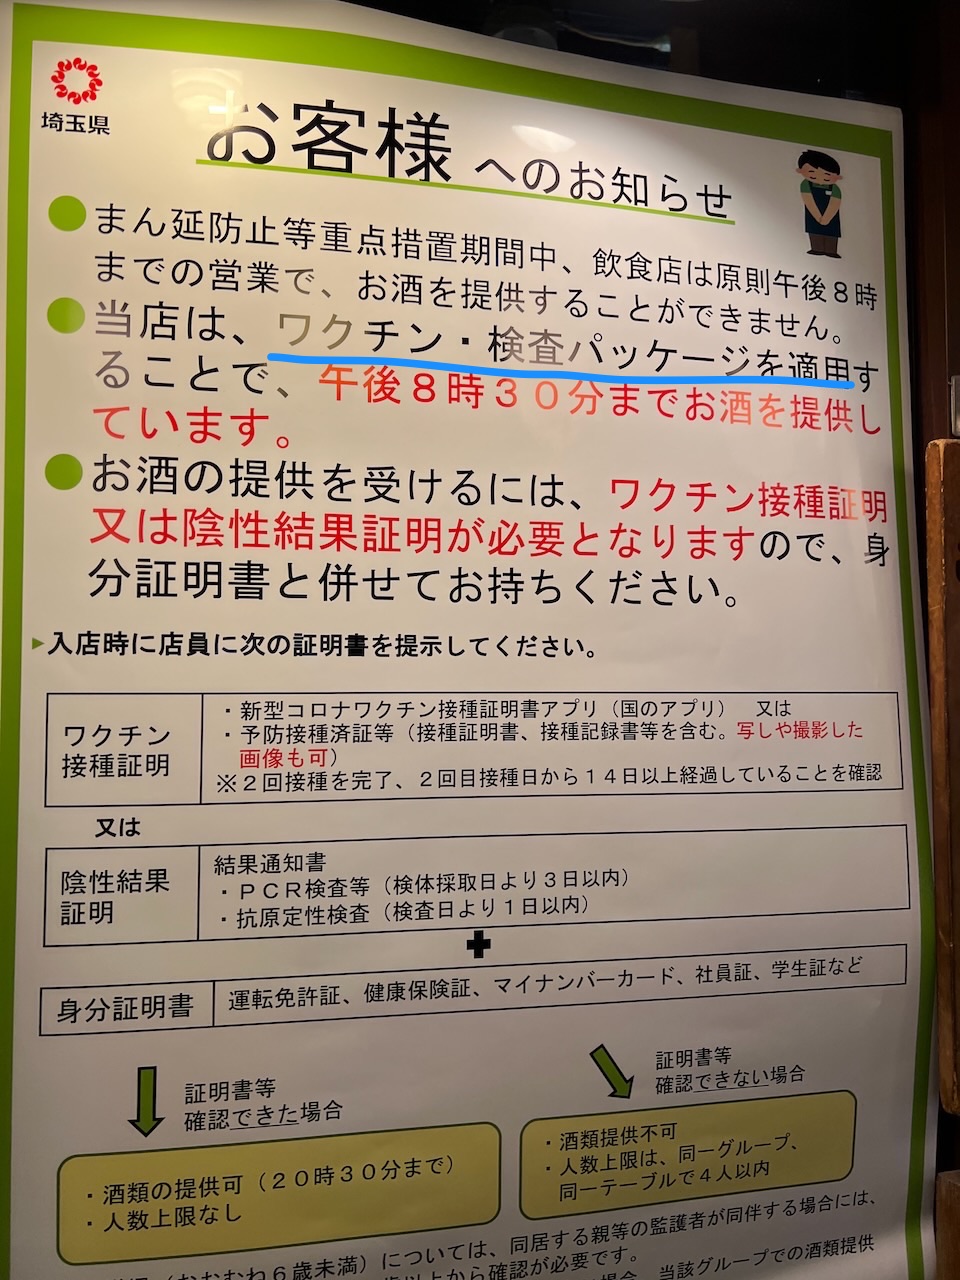 埼玉県
お客様 へのお知らせ
●まん延防止等重点措置期間中、飲食店は原則午後8時
までの営業で、お酒を提供することができません。
●当店は、ワクチン・検査パッケージを適用す
ることで、午後8時30分までお酒を提供し
ています。
●お酒の提供を受けるには、ワクチン接種証明
又は陰性結果証明が必要となりますので、身
分証明書と併せてお持ちください。
▶入店時に店員に次の証明書を提示してください。
ワクチン
接種証明
・新型コロナワクチン接種証明書アプリ（国のアプリ）　又は
・予防接種済証等（接種証明書、接種記録書等を含む。写しや撮影した
画像も可）
※２回接種を完了、２回目接種日から１４日以上経過していることを確認
又は
陰性結果
証明
結果通知書
・ＰＣＲ検査等（検体採取日より３日以内）
・抗原定性検査（検査日より１日以内）
✚
身分証明書
運転免許証、健康保険証、マイナンバーカード、社員証、学生証など
証明書等
確認できた場合
証明書等
確認できない場合
・酒類の提供可（２０時３０分まで）
・人数上限なし
・酒類提供不可
・人数上限は、同一グループ、
同一テーブルで４人以内
（おおむね６歳未満）については、同居する親等の監護者が同伴する場合には、
以上から確認が必要です。
場合、当該グループでの酒類提供